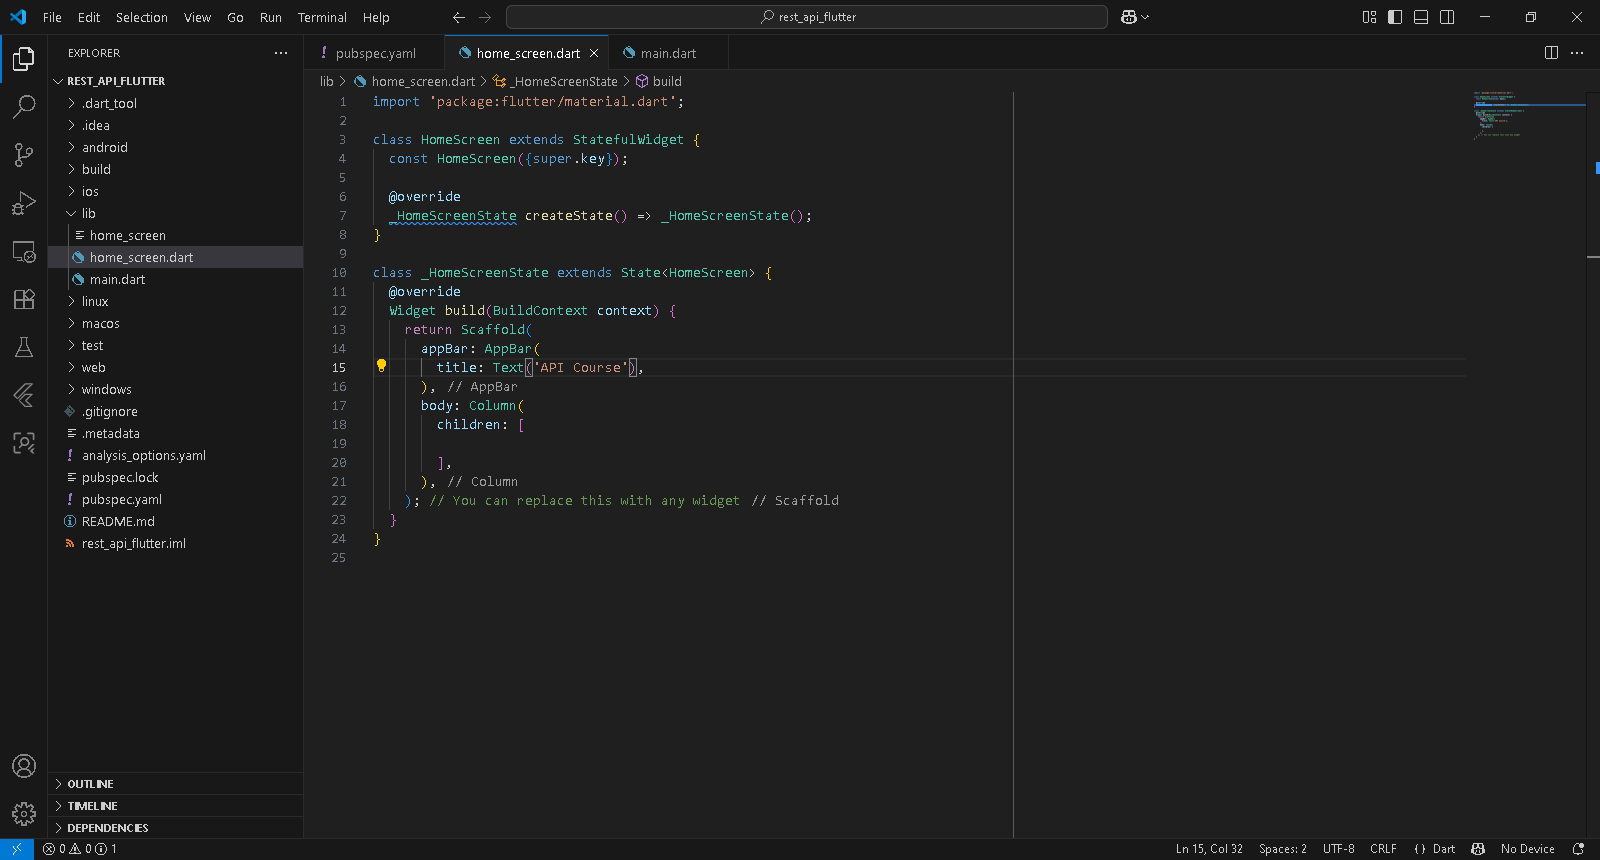 File Edit Selection View Go Run Terminal Help
rest_api_flutter
EXPLORER
REST_API_FLUTTER
.dart_tool
.idea
android
build
ios
lib
home_screen
home_screen.dart
main.dart
linux
macos
test
web
windows
.gitignore
.metadata
analysis_options.yaml
pubspec.lock
pubspec.yaml
README.md
rest_api_flutter.iml
OUTLINE
TIMELINE
DEPENDENCIES
pubspec.yaml home_screen.dart main.dart
lib > home_screen.dart > _HomeScreenState > build
1 import 'package:flutter/material.dart';
2
3 class HomeScreen extends StatefulWidget {
4 const HomeScreen({super.key});
5
6 @override
7 _HomeScreenState createState() => _HomeScreenState();
8 }
9
10 class _HomeScreenState extends State<HomeScreen> {
11 @override
12 Widget build(BuildContext context) {
13 return Scaffold(
14 appBar: AppBar(
15 title: Text('API Course'),
16 ), // AppBar
17 body: Column(
18 children: [
19
20 ],
21 ), // Column
22 ); // You can replace this with any widget // Scaffold
23 }
24 }
25
0 0 1
Ln 15, Col 32 Spaces: 2 UTF-8 CRLF {} Dart No Device